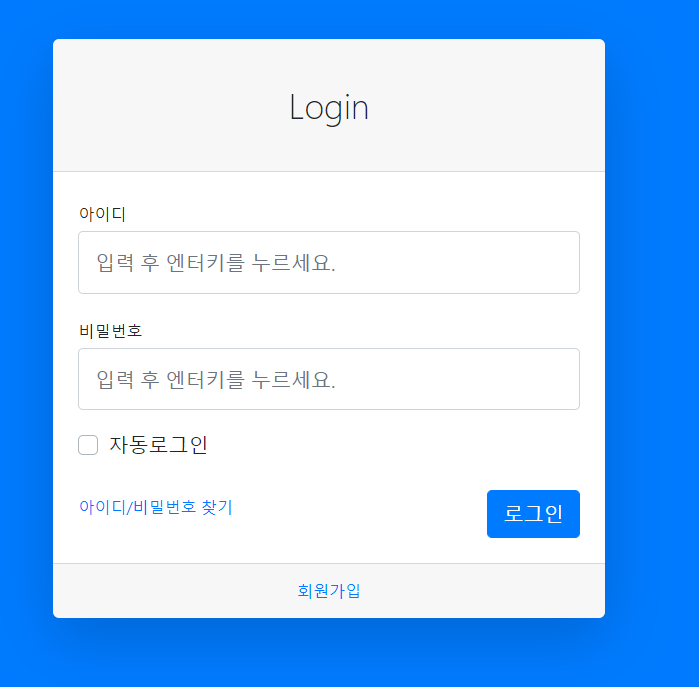 Login
아이디
입력 후 엔터키를 누르세요.
비밀번호
입력 후 엔터키를 누르세요.
자동로그인
아이디/비밀번호 찾기
로그인
회원가입